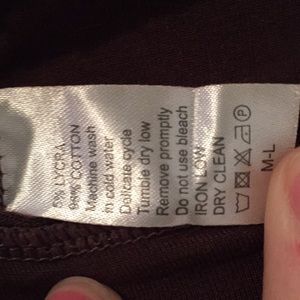 5% LYCRA
95% COTTON
Machine wash
in cold water
Delicate cycle
Tumble dry low
Remove promptly
Do not use bleach
IRON LOW
DRY CLEAN
M-L